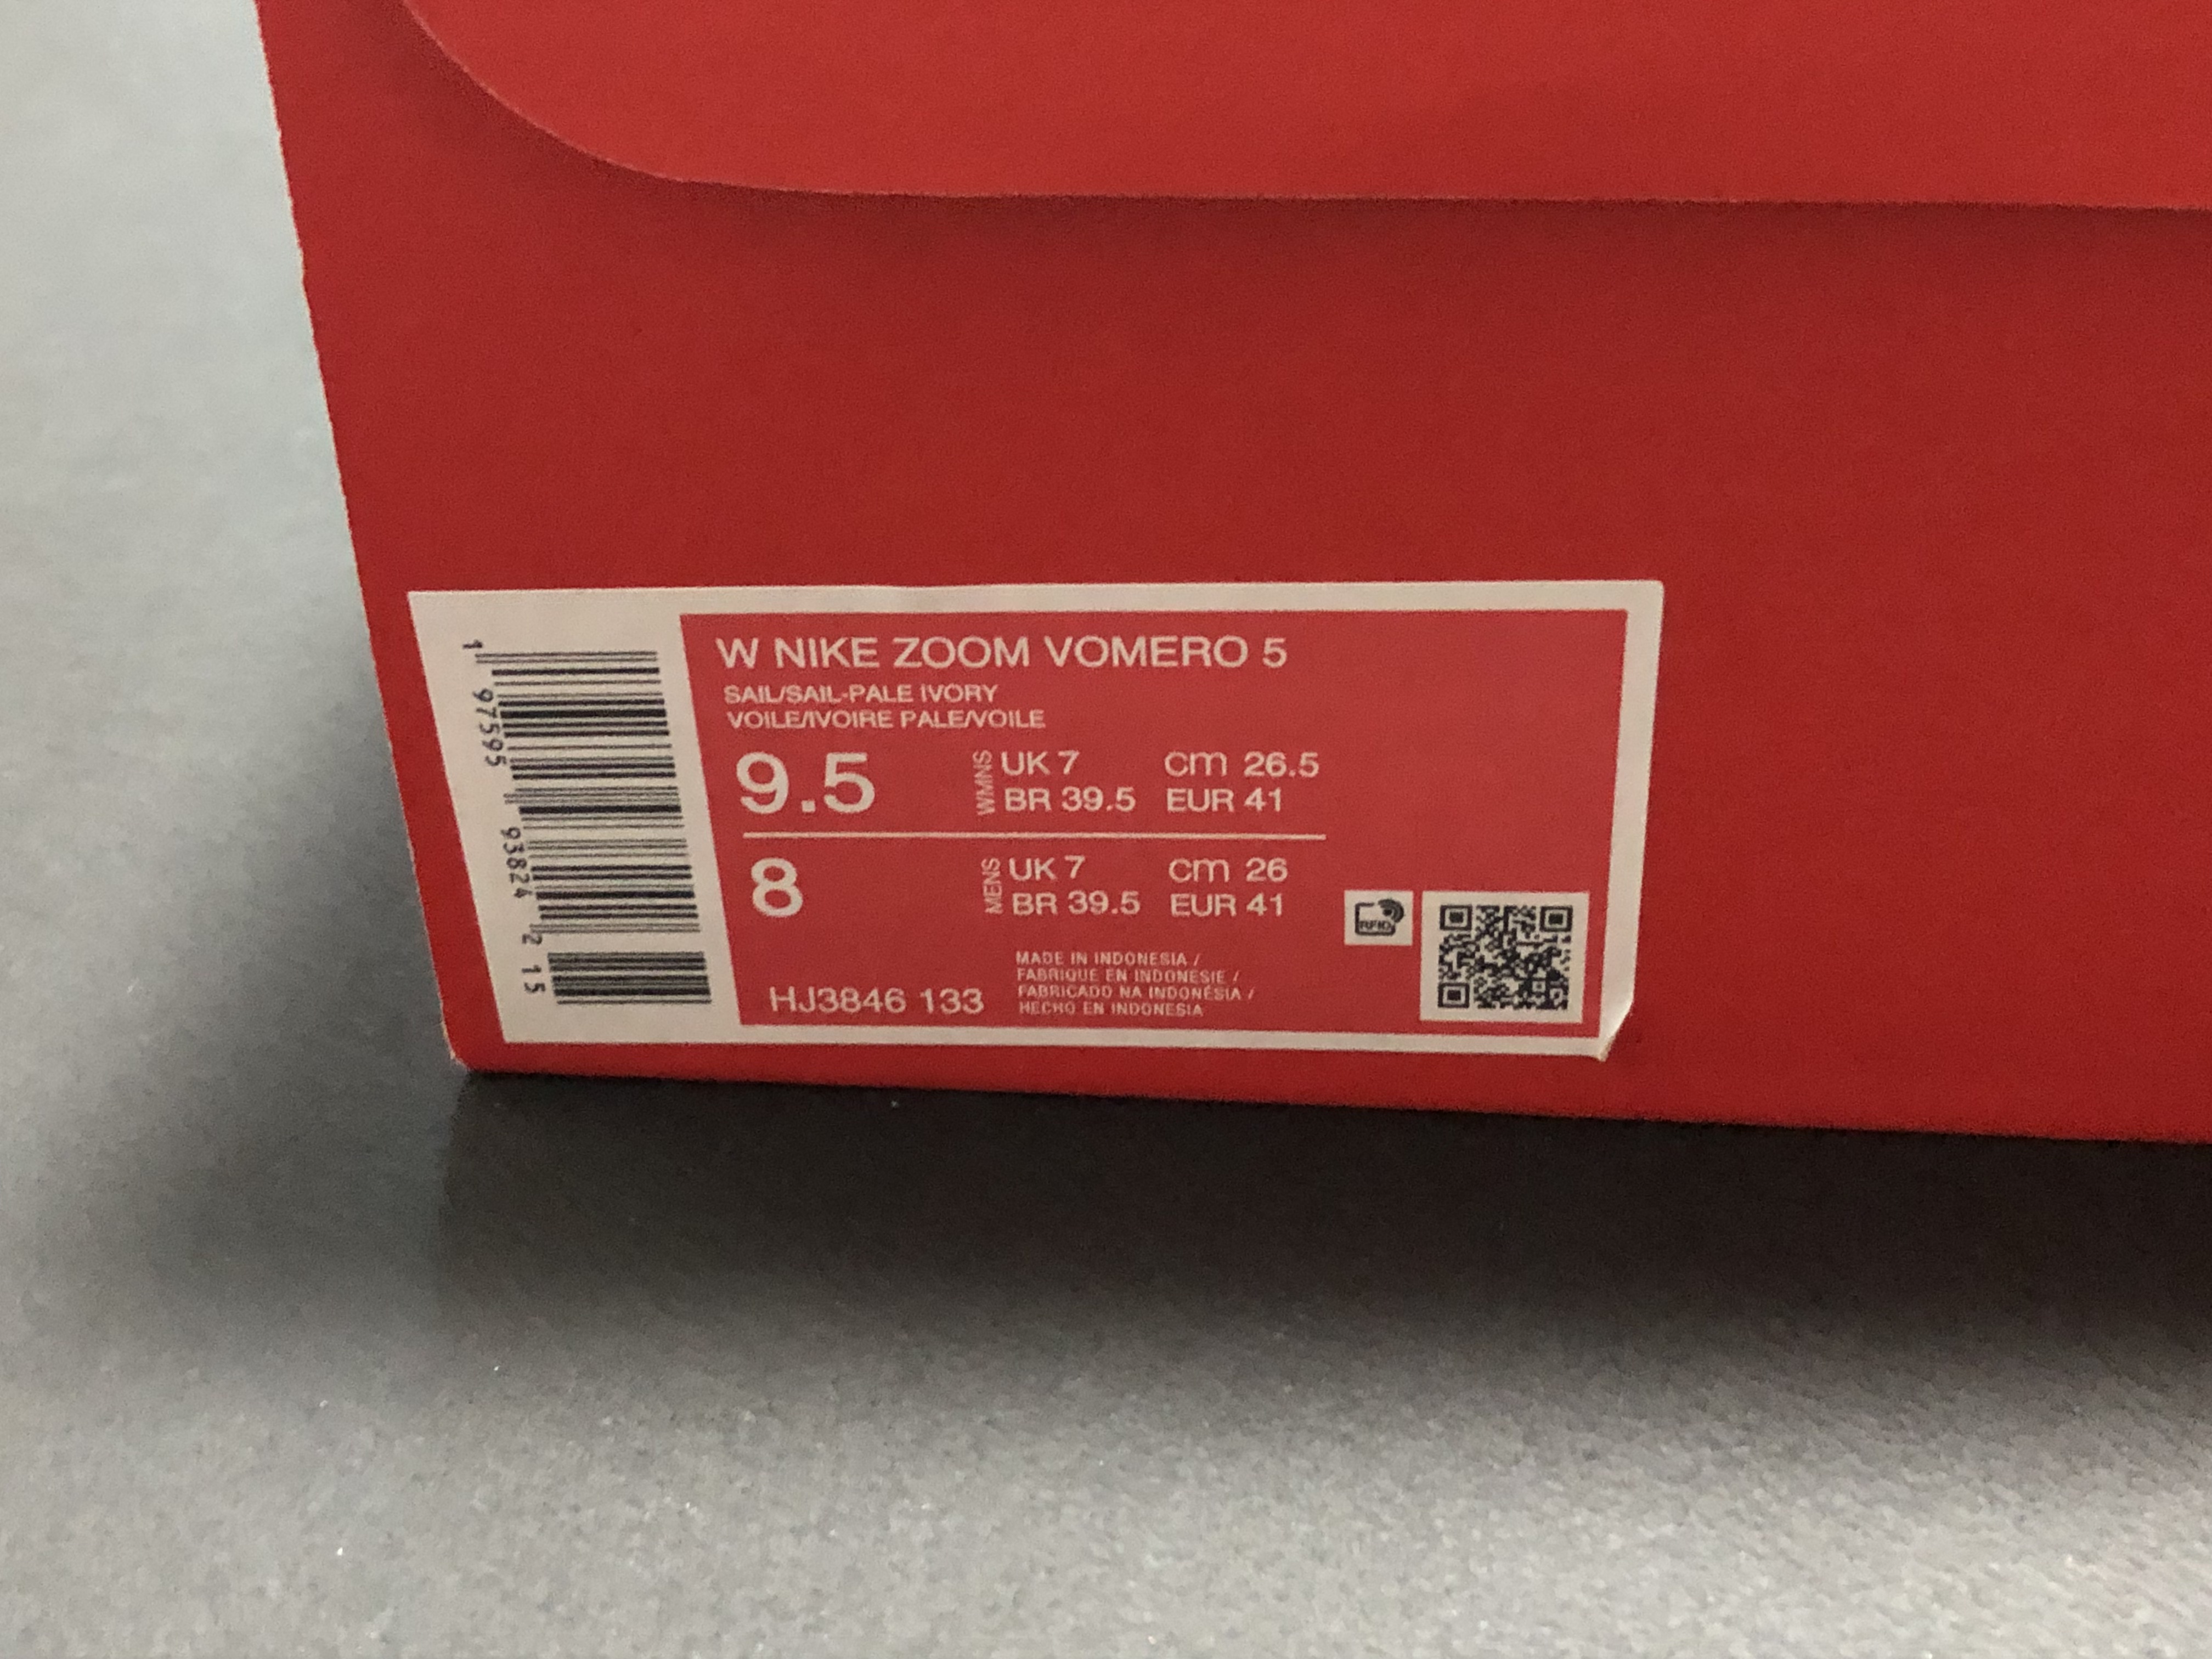 W NIKE ZOOM VOMERO 5
SAIL/SAIL-PALE IVORY
VOILE/IVOIRE PALE/VOILE
9.5
WMNS
UK 7 cm 26.5
BR 39.5 EUR 41
8
MENS
UK 7 cm 26
BR 39.5 EUR 41
HJ3846 133
MADE IN INDONESIA /
FABRIQUE EN INDONESIE /
FABRICADO NA INDONÉSIA /
HECHO EN INDONESIA
RFID
1 97595 93824 2 15